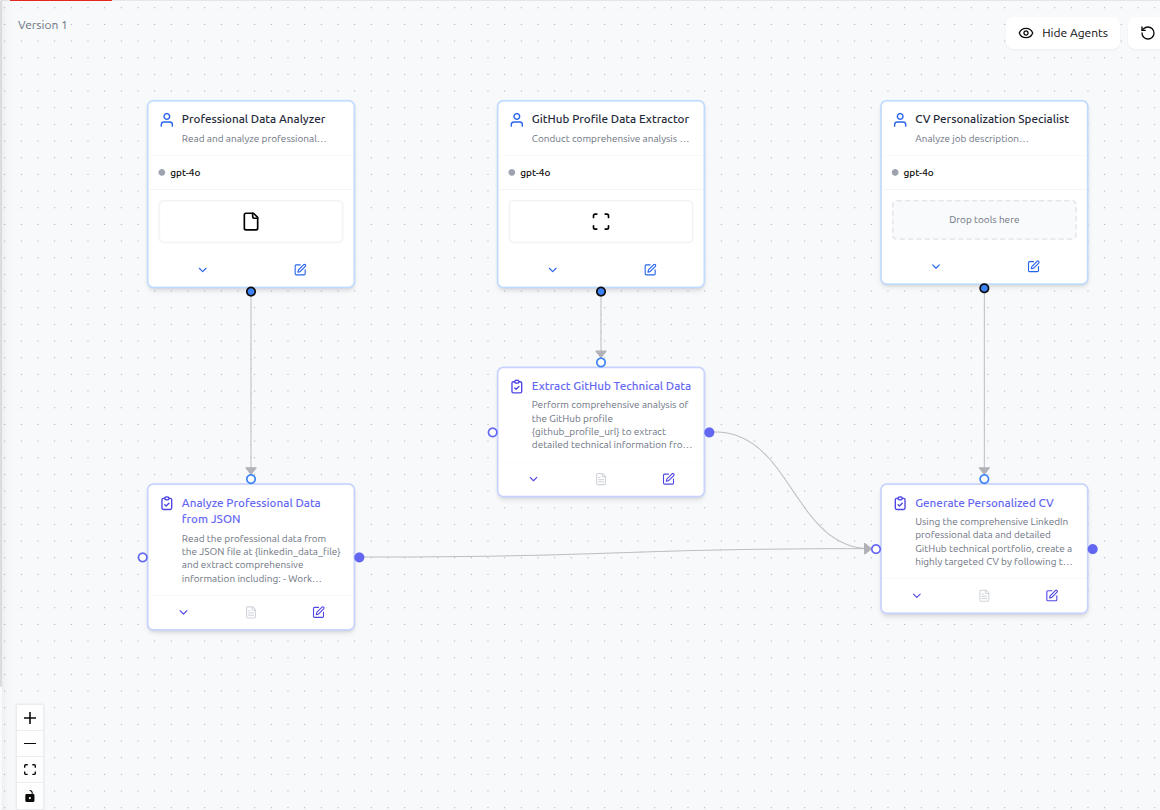 Version 1
Hide Agents
Professional Data Analyzer
Read and analyze professional...
gpt-4o
GitHub Profile Data Extractor
Conduct comprehensive analysis ...
gpt-4o
CV Personalization Specialist
Analyze job description...
gpt-4o
Drop tools here
Extract GitHub Technical Data
Perform comprehensive analysis of
the GitHub profile
{github_profile_url} to extract
detailed technical information fro...
Analyze Professional Data
from JSON
Read the professional data from
the JSON file at {linkedin_data_file}
and extract comprehensive
information including: - Work...
Generate Personalized CV
Using the comprehensive LinkedIn
professional data and detailed
GitHub technical portfolio, create a
highly targeted CV by following t...